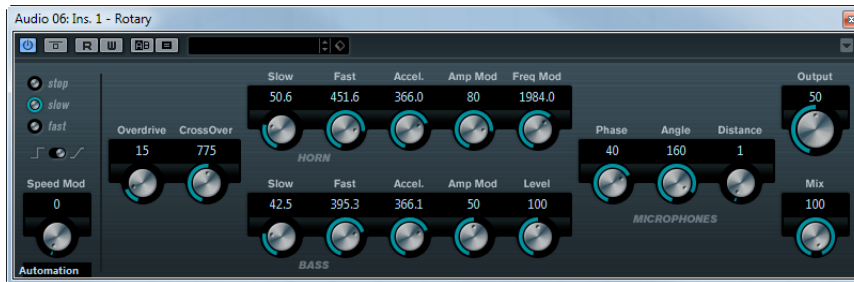 Audio 06: Ins. 1 - Rotary
R W AB
stop
slow
fast
Speed Mod
0
Automation
Overdrive CrossOver
15 775
Slow Fast Accel. Amp Mod Freq Mod
50.6 451.6 366.0 80 1984.0
HORN
Slow Fast Accel. Amp Mod Level
42.5 395.3 366.1 50 100
BASS
Phase Angle Distance
40 160 1
MICROPHONES
Output
50
Mix
100